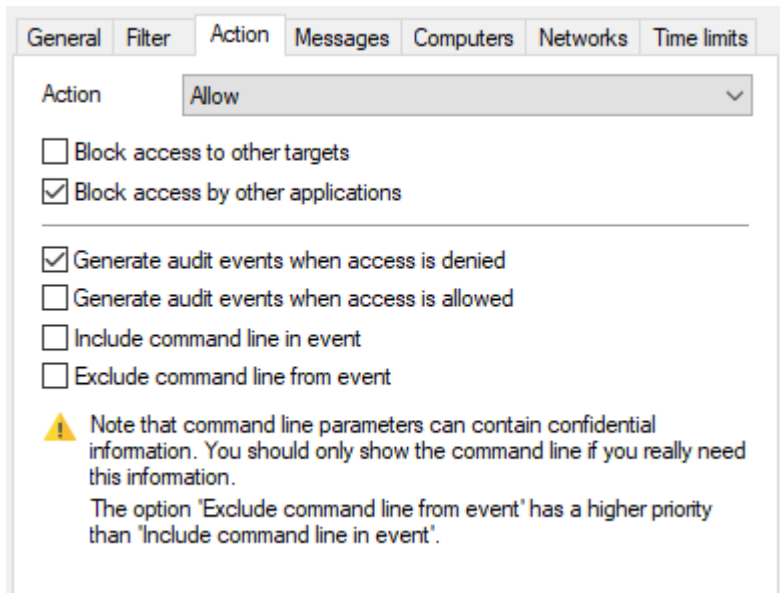 General Filter Action Messages Computers Networks Time limits
Action Allow
Block access to other targets
Block access by other applications
Generate audit events when access is denied
Generate audit events when access is allowed
Include command line in event
Exclude command line from event
Note that command line parameters can contain confidential
information. You should only show the command line if you really need
this information.
The option "Exclude command line from event" has a higher priority
than "Include command line in event".